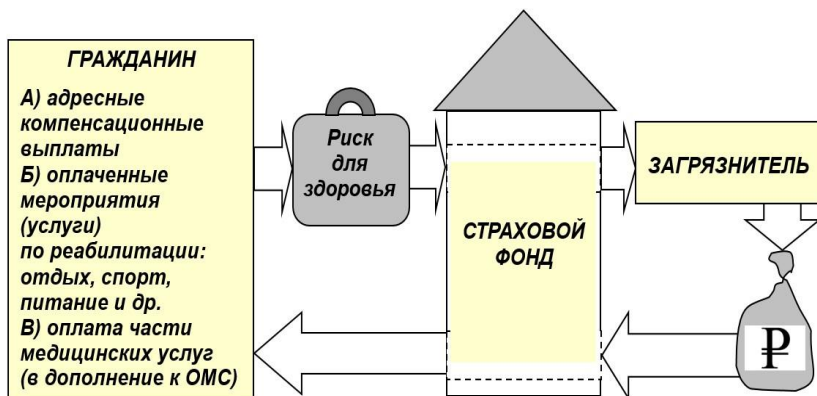 ГРАЖДАНИН
А) адресные
компенсационные
выплаты
Б) оплаченные
мероприятия
(услуги)
по реабилитации:
отдых, спорт,
питание и др.
В) оплата части
медицинских услуг
(в дополнение к ОМС)
Риск
для
здоровья
СТРАХОВОЙ
ФОНД
ЗАГРЯЗНИТЕЛЬ
₽